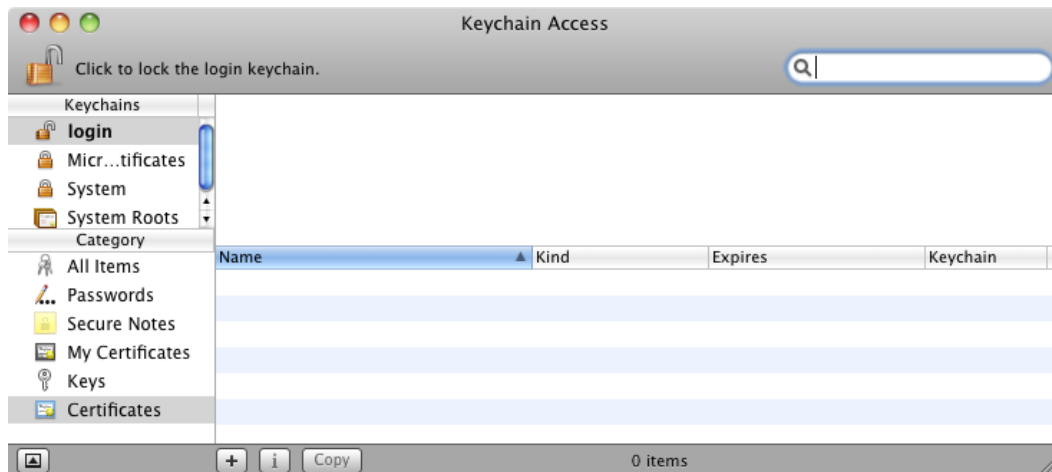 Keychain Access
Click to lock the login keychain.
Keychains
login
Micr...tificates
System
System Roots
Category
All Items
Passwords
Secure Notes
My Certificates
Keys
Certificates
Name Kind Expires Keychain
+ i Copy 0 items